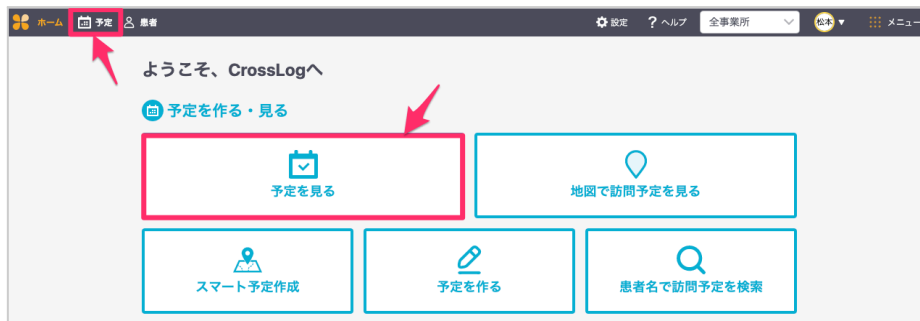 ホーム 予定 患者 設定 ? ヘルプ 全事業所 松本 ▼ メニュー
ようこそ、CrossLogへ
予定を作る・見る
予定を見る 地図で訪問予定を見る
スマート予定作成 予定を作る 患者名で訪問予定を検索